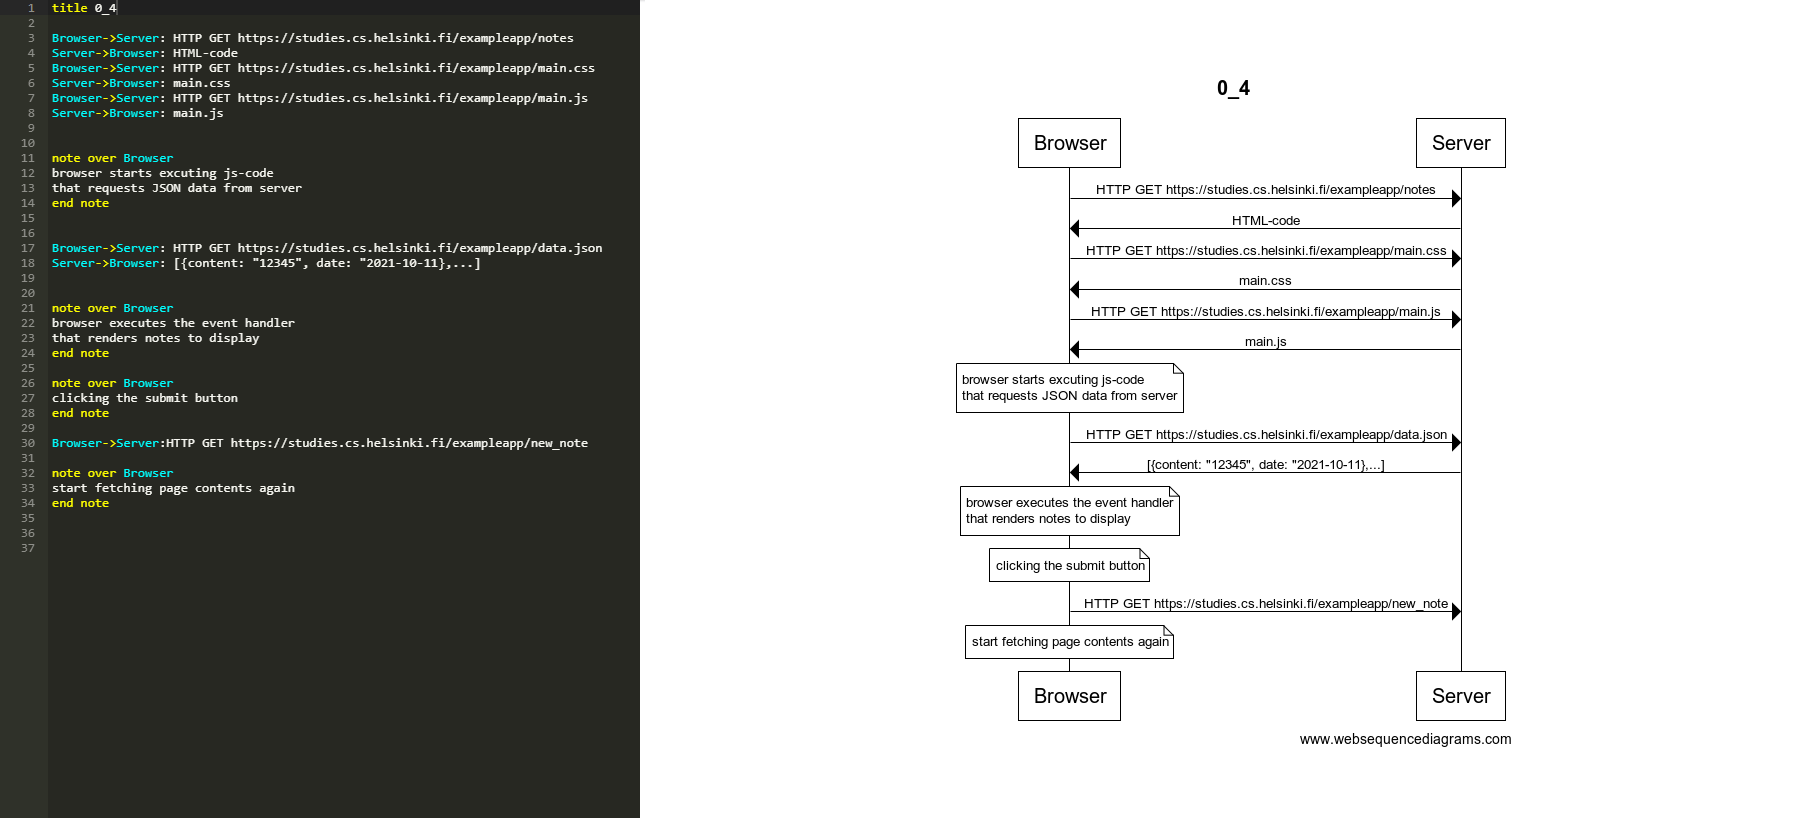 1 title 0_4
2
3 Browser->Server: HTTP GET https://studies.cs.helsinki.fi/exampleapp/notes
4 Server->Browser: HTML-code
5 Browser->Server: HTTP GET https://studies.cs.helsinki.fi/exampleapp/main.css
6 Server->Browser: main.css
7 Browser->Server: HTTP GET https://studies.cs.helsinki.fi/exampleapp/main.js
8 Server->Browser: main.js
9
10
11 note over Browser
12 browser starts excuting js-code
13 that requests JSON data from server
14 end note
15
16
17 Browser->Server: HTTP GET https://studies.cs.helsinki.fi/exampleapp/data.json
18 Server->Browser: [{content: "12345", date: "2021-10-11},...]
19
20
21 note over Browser
22 browser executes the event handler
23 that renders notes to display
24 end note
25
26 note over Browser
27 clicking the submit button
28 end note
29
30 Browser->Server:HTTP GET https://studies.cs.helsinki.fi/exampleapp/new_note
31
32 note over Browser
33 start fetching page contents again
34 end note
35
36
37
0_4
Browser Server
HTTP GET https://studies.cs.helsinki.fi/exampleapp/notes
HTML-code
HTTP GET https://studies.cs.helsinki.fi/exampleapp/main.css
main.css
HTTP GET https://studies.cs.helsinki.fi/exampleapp/main.js
main.js
browser starts excuting js-code
that requests JSON data from server
HTTP GET https://studies.cs.helsinki.fi/exampleapp/data.json
[{content: "12345", date: "2021-10-11},...]
browser executes the event handler
that renders notes to display
clicking the submit button
HTTP GET https://studies.cs.helsinki.fi/exampleapp/new_note
start fetching page contents again
Browser Server
www.websequencediagrams.com